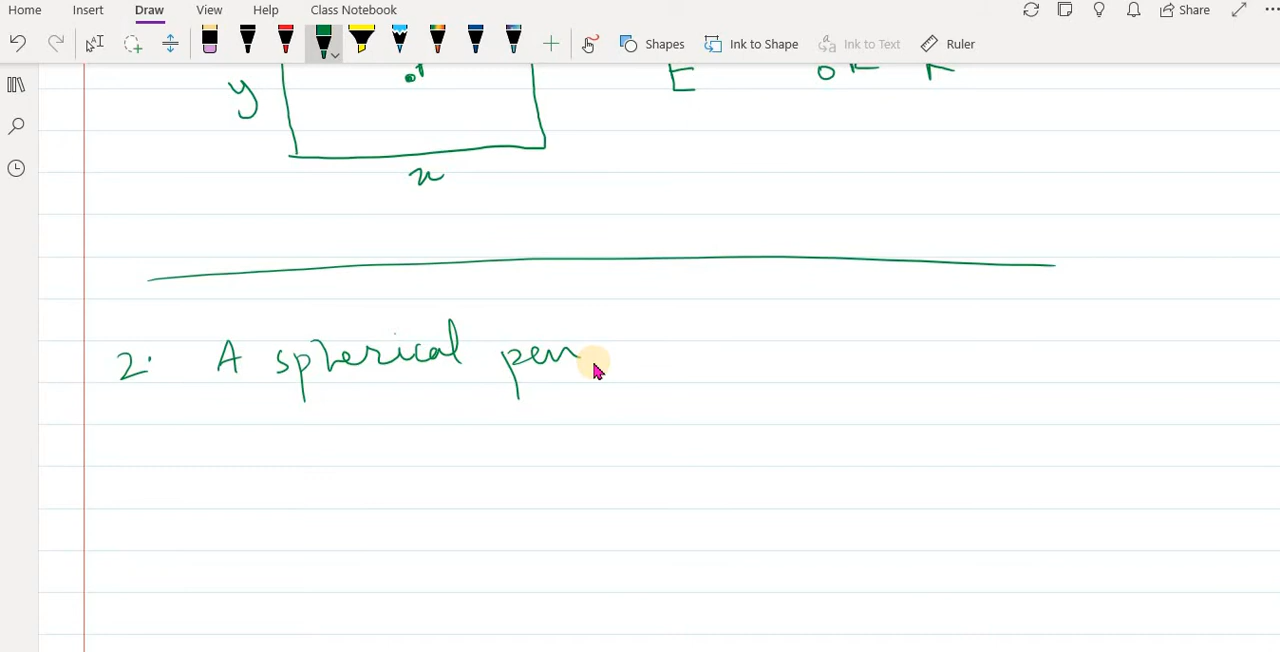 Home Insert Draw View Help Class Notebook
Share
Shapes Ink to Shape Ink to Text Ruler
y
E
x
2. A spherical pen